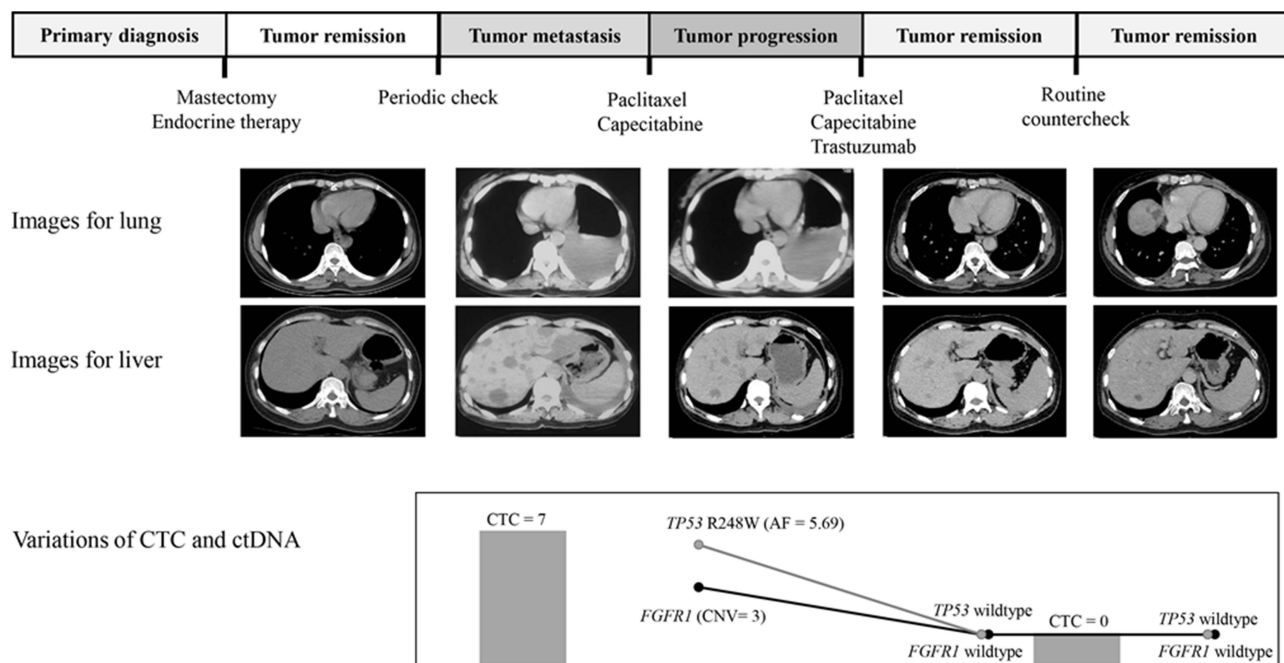 Primary diagnosis
Tumor remission
Tumor metastasis
Tumor progression
Tumor remission
Tumor remission
Mastectomy
Endocrine therapy
Periodic check
Paclitaxel
Capecitabine
Paclitaxel
Capecitabine
Trastuzumab
Routine
countercheck
Images for lung
Images for liver
Variations of CTC and ctDNA
CTC = 7
TP53 R248W (AF = 5.69)
FGFR1 (CNV= 3)
TP53 wildtype
FGFR1 wildtype
CTC = 0
TP53 wildtype
FGFR1 wildtype